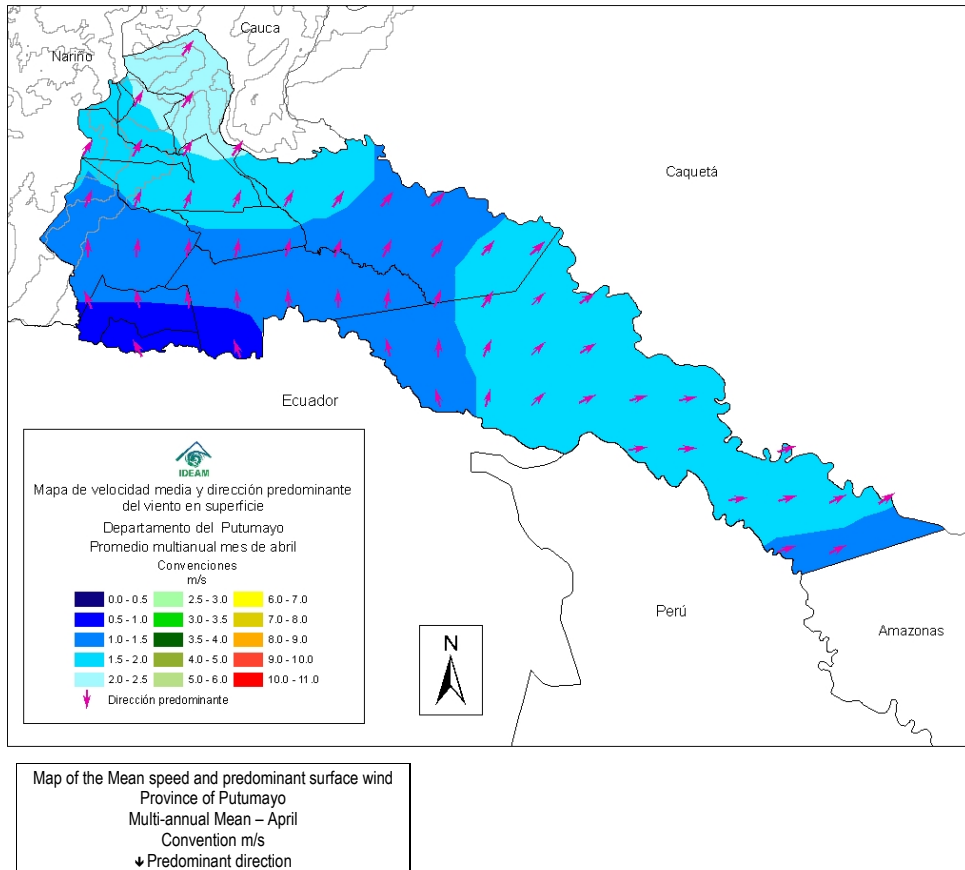 Cauca
Nariño
Caquetá
Ecuador
IDEAM
Mapa de velocidad media y dirección predominante
del viento en superficie
Departamento del Putumayo
Promedio multianual mes de abril
Convenciones
m/s
0.0 - 0.5 2.5 - 3.0 6.0 - 7.0
0.5 - 1.0 3.0 - 3.5 7.0 - 8.0
1.0 - 1.5 3.5 - 4.0 8.0 - 9.0
1.5 - 2.0 4.0 - 5.0 9.0 - 10.0
2.0 - 2.5 5.0 - 6.0 10.0 - 11.0
Dirección predominante
N
Perú
Amazonas
Map of the Mean speed and predominant surface wind
Province of Putumayo
Multi-annual Mean – April
Convention m/s
Predominant direction